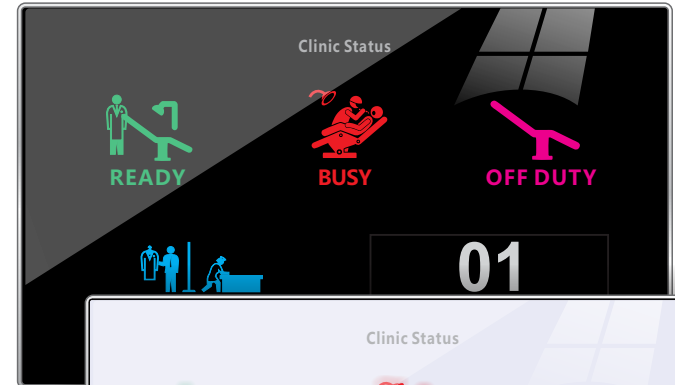 Clinic Status
READY
BUSY
OFF DUTY
01
Clinic Status